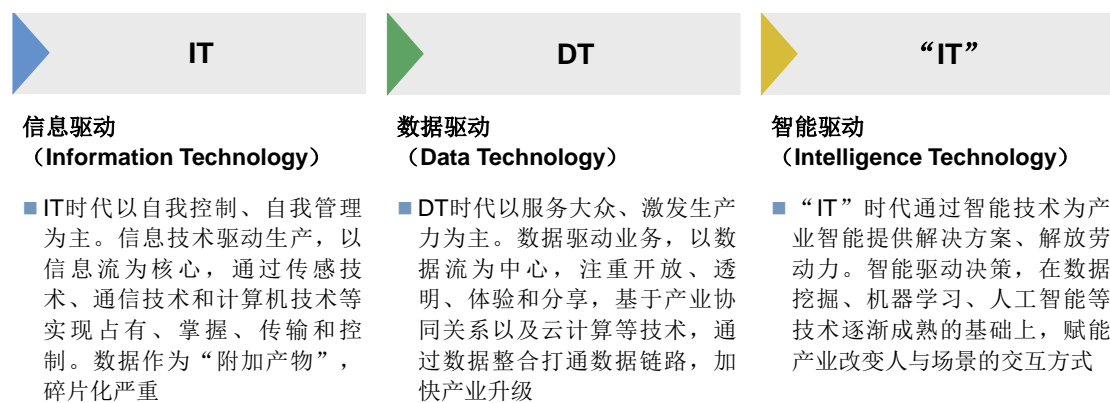 IT
信息驱动
（Information Technology）
IT时代以自我控制、自我管理
为主。信息技术驱动生产，以
信息流为核心，通过传感技
术、通信技术和计算机技术等
实现占有、掌握、传输和控
制。数据作为“附加产物”，
碎片化严重
DT
数据驱动
（Data Technology）
DT时代以服务大众、激发生产
力为主。数据驱动业务，以数
据流为中心，注重开放、透
明、体验和分享，基于产业协
同关系以及云计算等技术，通
过数据整合打通数据链路，加
快产业升级
“IT”
智能驱动
（Intelligence Technology）
“IT”时代通过智能技术为产
业智能提供解决方案、解放劳
动力。智能驱动决策，在数据
挖掘、机器学习、人工智能等
技术逐渐成熟的基础上，赋能
产业改变人与场景的交互方式